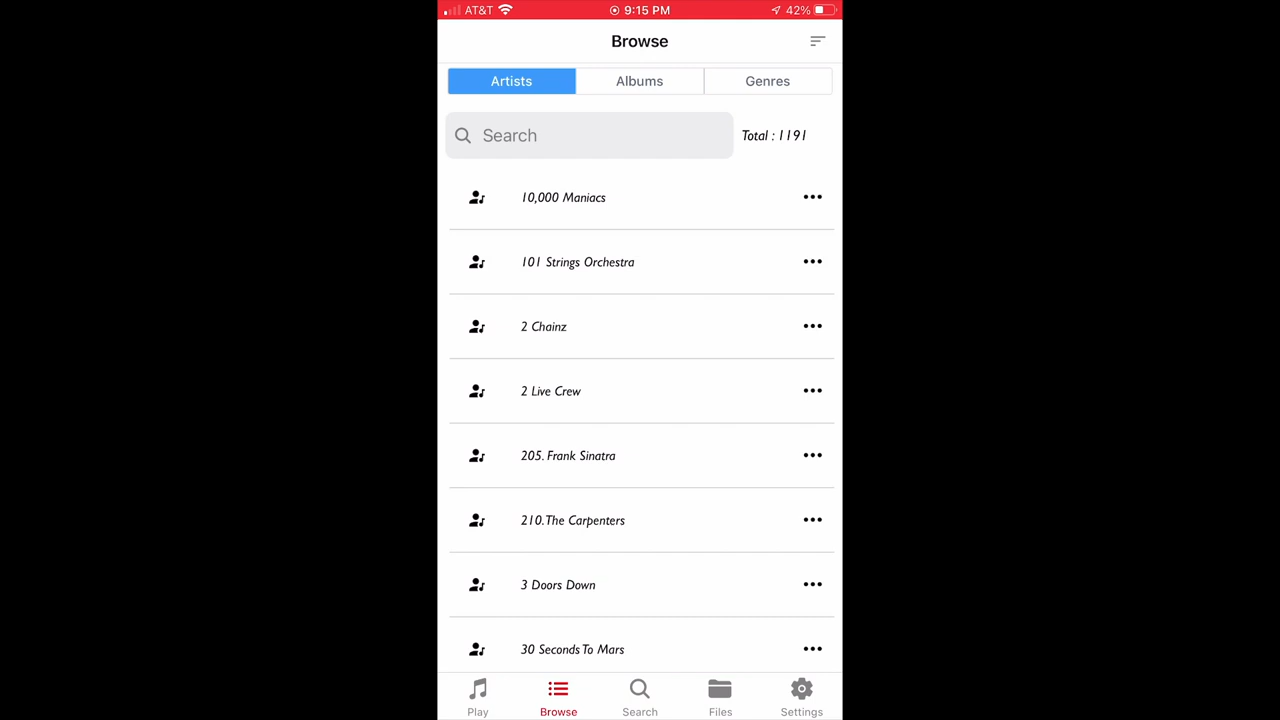 AT&T 9:15 PM 42%
Browse
Artists Albums Genres
Search Total : 1191
10,000 Maniacs
101 Strings Orchestra
2 Chainz
2 Live Crew
205. Frank Sinatra
210. The Carpenters
3 Doors Down
30 Seconds To Mars
Play Browse Search Files Settings